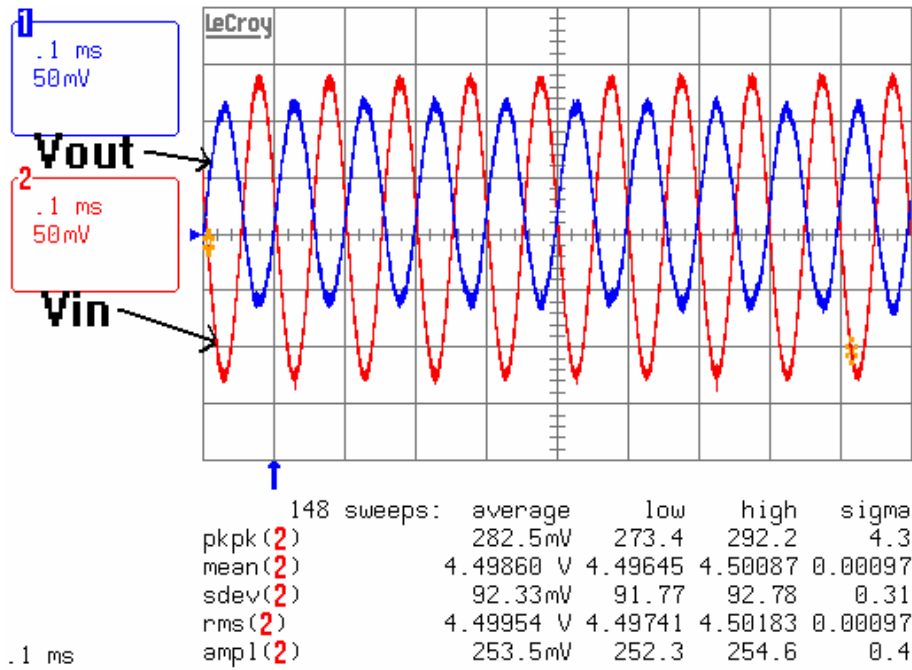 1
LeCroy
.1 ms
50mV
Vout
2
.1 ms
50mV
Vin
148 sweeps: average low high sigma
pkpk(2) 282.5mV 273.4 292.2 4.3
mean(2) 4.49860 V 4.49645 4.50087 0.00097
sdev(2) 92.33mV 91.77 92.78 0.31
rms(2) 4.49954 V 4.49741 4.50183 0.00097
.1 ms ampl(2) 253.5mV 252.3 254.6 0.4